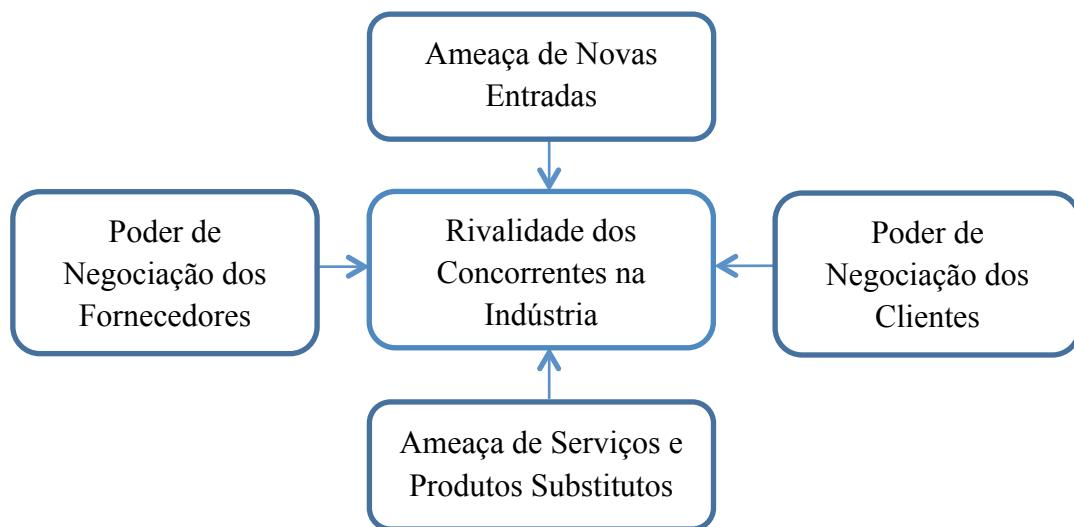 Ameaça de Novas
Entradas
Poder de
Negociação dos
Fornecedores
Rivalidade dos
Concorrentes na
Indústria
Poder de
Negociação dos
Clientes
Ameaça de Serviços e
Produtos Substitutos